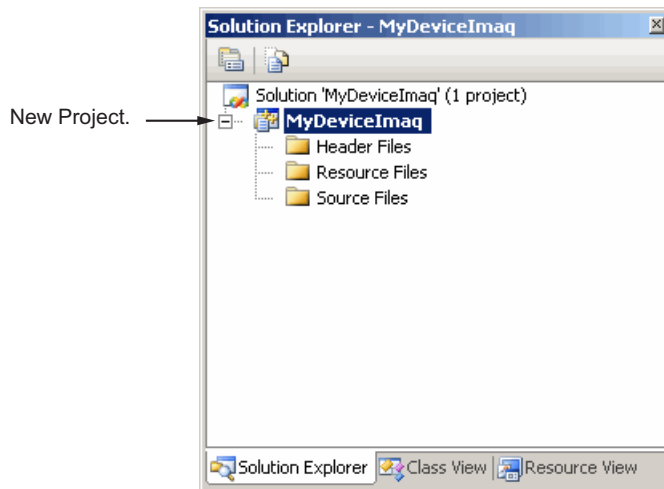 Solution Explorer - MyDeviceImaq
Solution 'MyDeviceImaq' (1 project)
New Project.
MyDeviceImaq
Header Files
Resource Files
Source Files
Solution Explorer
Class View
Resource View